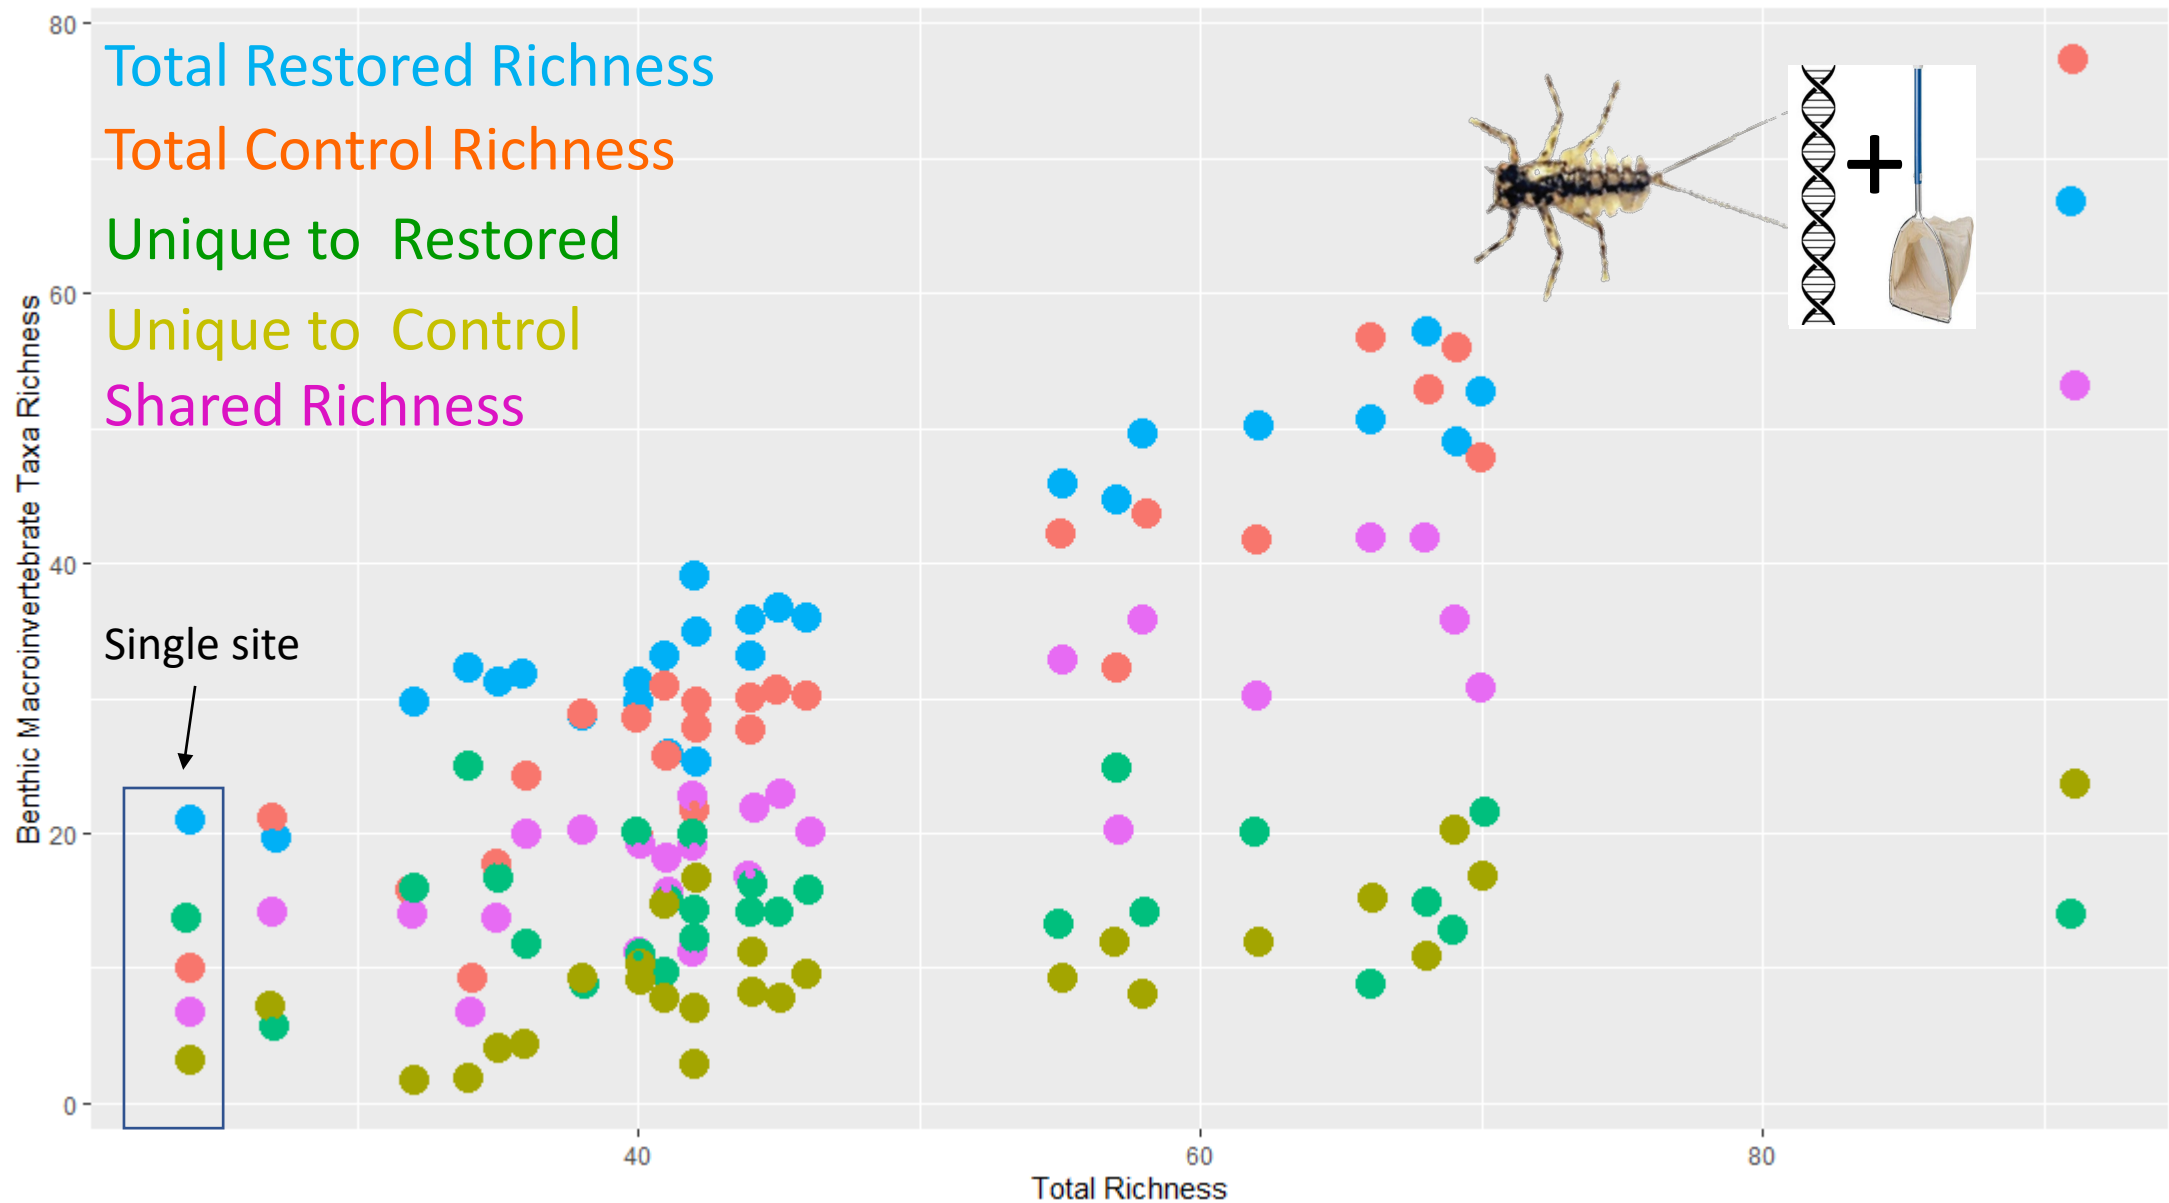 80
Total Restored Richness
Total Control Richness
Unique to  Restored
Unique to  Control
Shared Richness
+
60
Benthic Macroinvertebrate Taxa Richness
40
Single site
20
0
40
60
80
Total Richness